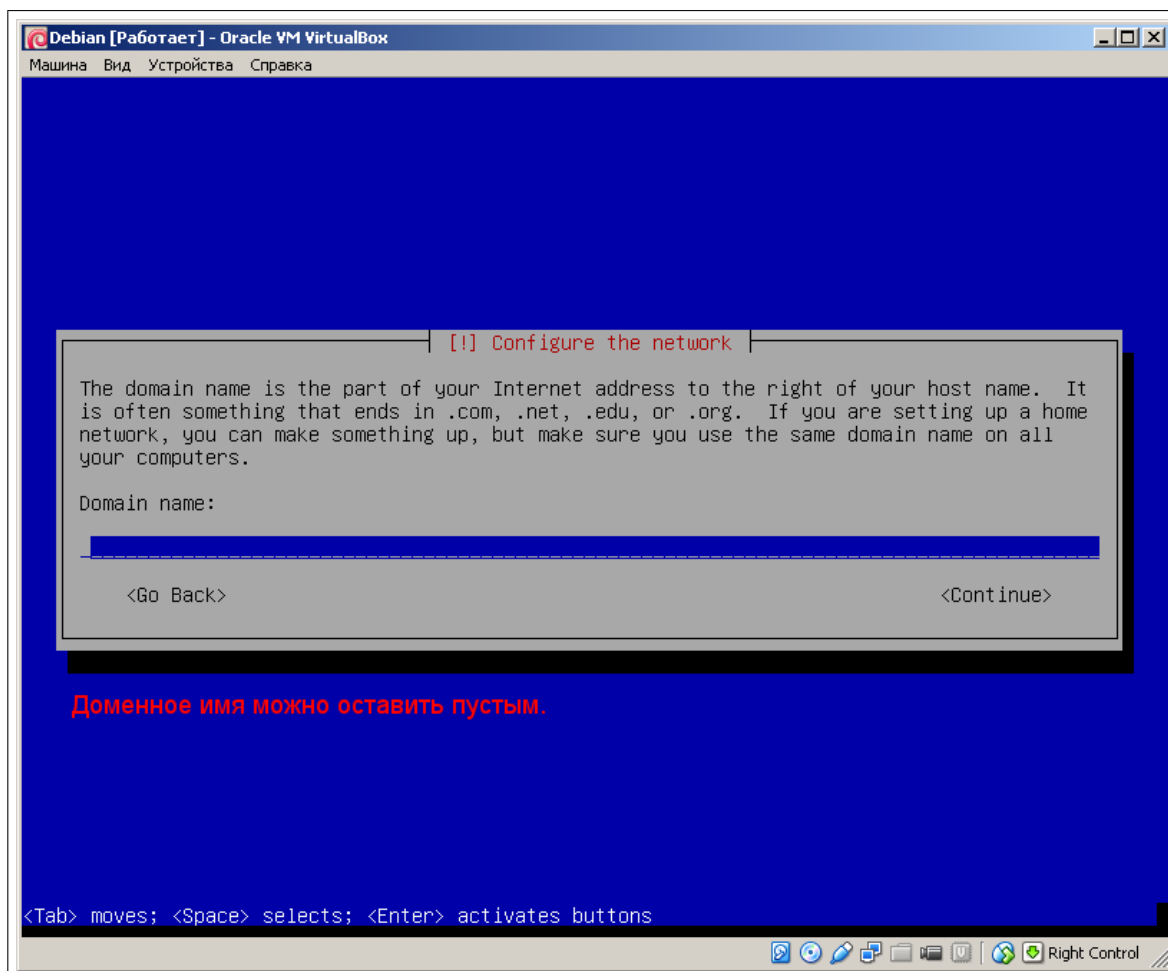 Debian [Работает] - Oracle VM VirtualBox
Машина Вид Устройства Справка
[!] Configure the network
The domain name is the part of your Internet address to the right of your host name.  It
is often something that ends in .com, .net, .edu, or .org.  If you are setting up a home
network, you can make something up, but make sure you use the same domain name on all
your computers.
Domain name:
<Go Back> <Continue>
Доменное имя можно оставить пустым.
<Tab> moves; <Space> selects; <Enter> activates buttons
Right Control